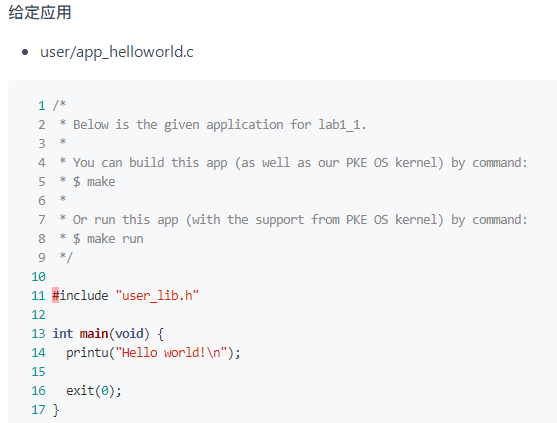 给定应用
• user/app_helloworld.c
1 /*
2  * Below is the given application for lab1_1.
3  *
4  * You can build this app (as well as our PKE OS kernel) by command:
5  * $ make
6  *
7  * Or run this app (with the support from PKE OS kernel) by command:
8  * $ make run
9  */
10
11 #include "user_lib.h"
12
13 int main(void) {
14   printu("Hello world!\n");
15
16   exit(0);
17 }